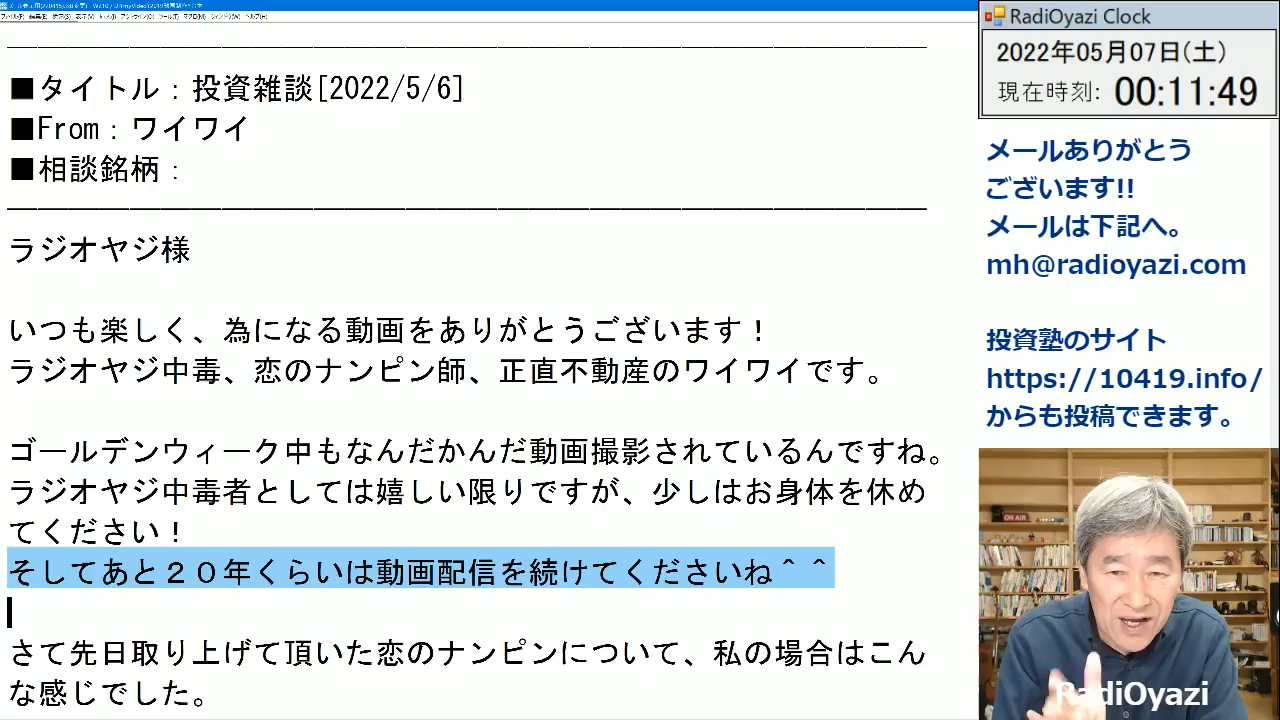 ■タイトル：投資雑談[2022/5/6]
■From：ワイワイ
■相談銘柄：
ラジオヤジ様
いつも楽しく、為になる動画をありがとうございます！
ラジオヤジ中毒、恋のナンピン師、正直不動産のワイワイです。
ゴールデンウィーク中もなんだかんだ動画撮影されているんですね。
ラジオヤジ中毒者としては嬉しい限りですが、少しはお身体を休め
てください！
そしてあと２０年くらいは動画配信を続けてくださいね＾＾
さて先日取り上げて頂いた恋のナンピンについて、私の場合はこん
な感じでした。
RadiOyazi Clock
2022年05月07日(土)
現在時刻: 00:11:49
メールありがとう
ございます!!
メールは下記へ。
mh@radioyazi.com
投資塾のサイト
https://10419.info/
からも投稿できます。
ON AIR
RadiOyazi